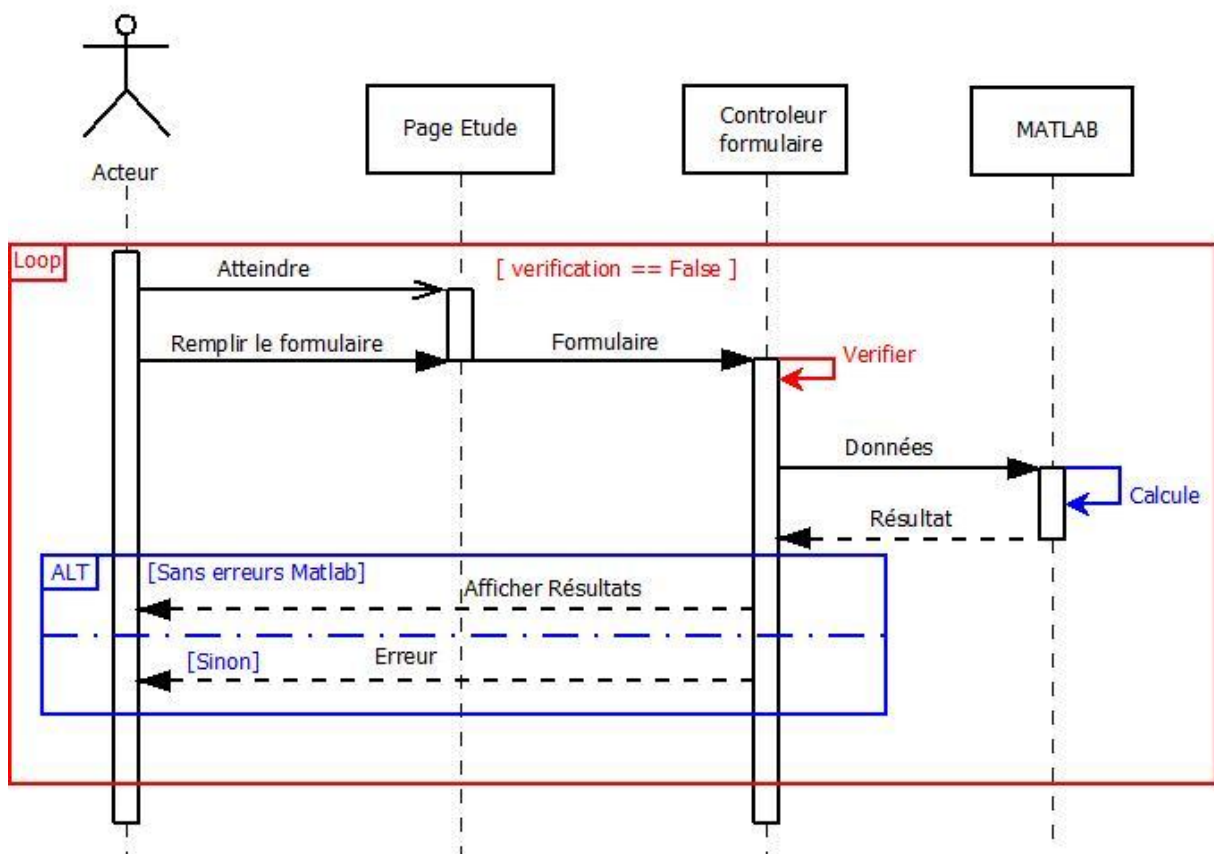 Acteur
Page Etude
Controleur
formulaire
MATLAB
Loop
Atteindre
[ verification == False ]
Remplir le formulaire
Formulaire
Verifier
Données
Calcule
Résultat
ALT
[Sans erreurs Matlab]
Afficher Résultats
[Sinon]
Erreur